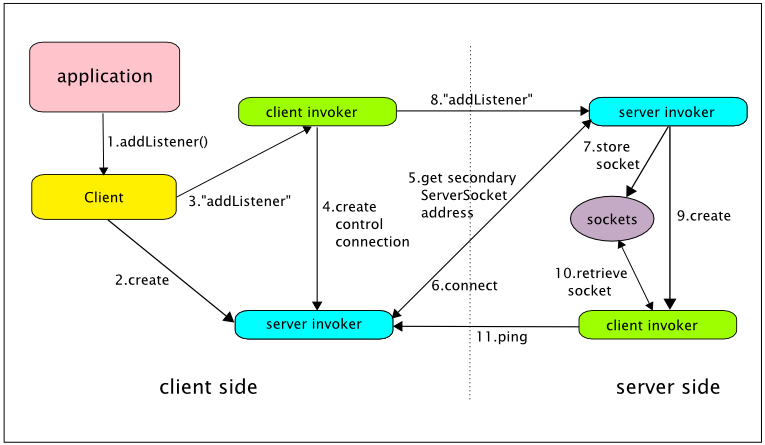 application
client invoker
8."addListener"
server invoker
1.addListener()
7.store
socket
Client
3."addListener"
4.create
control
connection
5.get secondary
ServerSocket
address
sockets
9.create
2.create
6.connect
10.retrieve
socket
server invoker
11.ping
client invoker
client side
server side